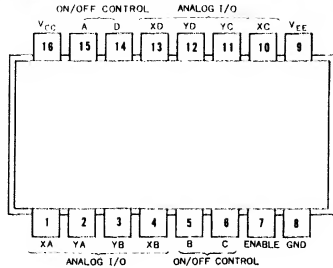 ON/OFF CONTROL ANALOG I/O
VCC A D XD YD YC XC VEE
16 15 14 13 12 11 10 9
1 2 3 4 5 6 7 8
XA YA YB XB B C ENABLE GND
ANALOG I/O ON/OFF CONTROL